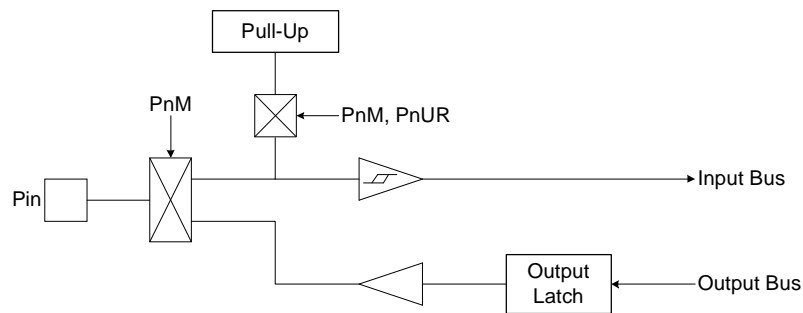 Pull-Up
PnM
PnM, PnUR
Pin
Input Bus
Output
Latch
Output Bus